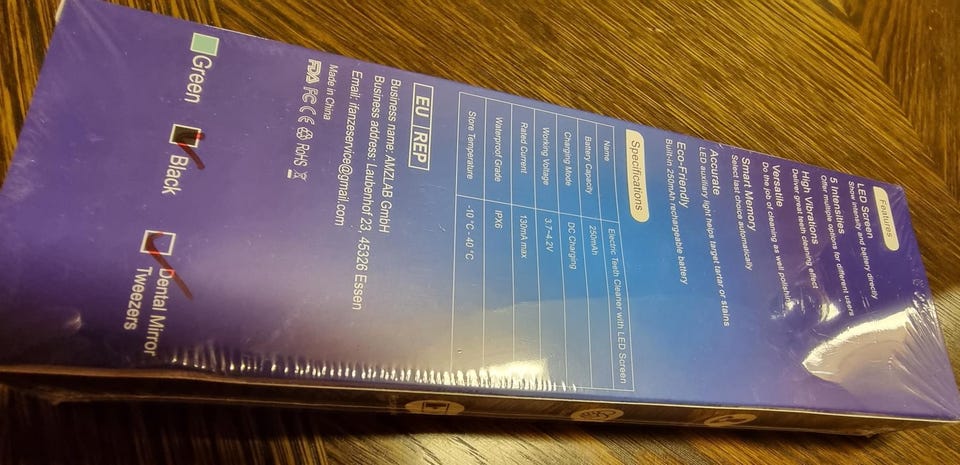 Features
LED Screen
Show intensity and battery directly
5 Intensities
Offer multiple options for different users
High Vibrations
Deliver great teeth cleaning effect
Versatile
Do the job of cleaning as well polishing
Smart Memory
Select last choice automatically
Accurate
LED auxiliary light helps target tartar or stains
Eco-Friendly
Built-in 250mAh rechargeable battery
Specifications
Name Electric Teeth Cleaner with LED Screen
Battery Capacity 250mAh
Charging Mode DC Charging
Working Voltage 3.7~4.2V
Rated Current 130mA max
Waterproof Grade IPX6
Store Temperature -10 °C - 40 °C
EU REP
Business name: AMZLAB GmbH
Business address: Laubenhof 23, 45326 Essen
Email: ifanzeservice@gmail.com
Made in China
FDA FC CE RoHS
Green
Black
Dental Mirror
Tweezers